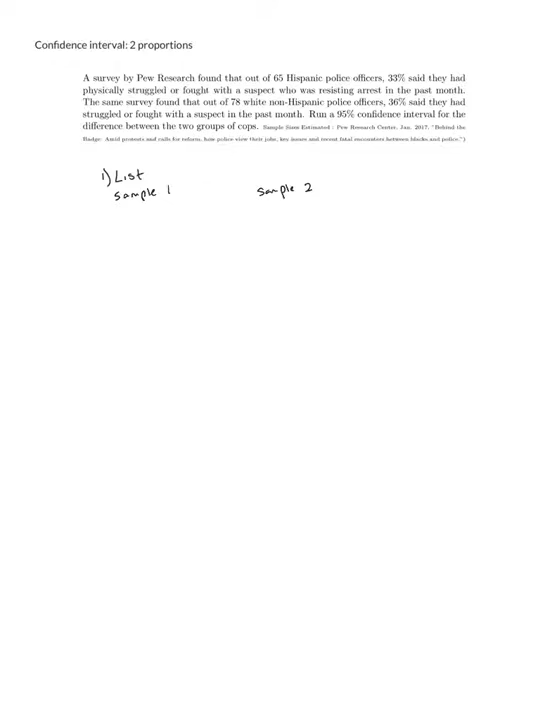 Confidence interval: 2 proportions
A survey by Pew Research found that out of 65 Hispanic police officers, 33% said they had
physically struggled or fought with a suspect who was resisting arrest in the past month.
The same survey found that out of 78 white non-Hispanic police officers, 36% said they had
struggled or fought with a suspect in the past month. Run a 95% confidence interval for the
difference between the two groups of cops. Sample Sizes Estimated : Pew Research Center, Jan. 2017. "Behind the
Badge: Amid protests and calls for reform, how police view their jobs, key issues and recent fatal encounters between blacks and police.")
1) List
Sample 1 Sample 2